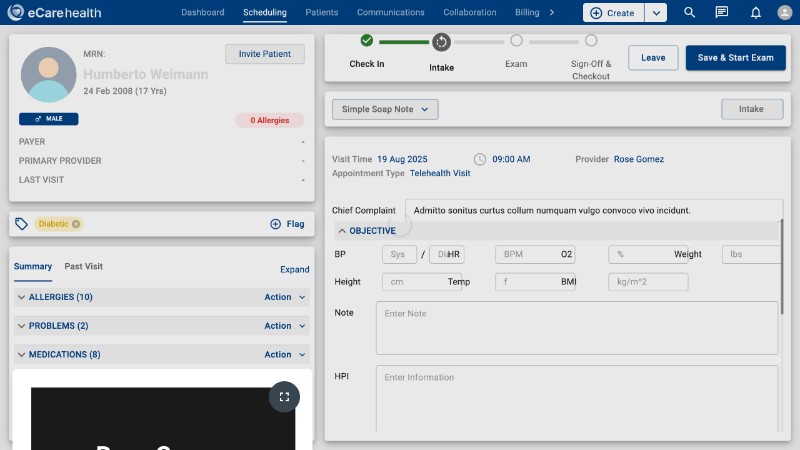 eCarehealth
Dashboard Scheduling Patients Communications Collaboration Billing Create
MRN: Invite Patient
Humberto Weimann
24 Feb 2008 (17 Yrs)
MALE 0 Allergies
PAYER -
PRIMARY PROVIDER -
LAST VISIT -
Diabetic Flag
Summary Past Visit Expand
ALLERGIES (10) Action
PROBLEMS (2) Action
MEDICATIONS (8) Action
Check In Intake Exam Sign-Off &
Checkout
Leave Save & Start Exam
Simple Soap Note Intake
Visit Time 19 Aug 2025 09:00 AM Provider Rose Gomez
Appointment Type Telehealth Visit
Chief Complaint Admitto sonitus curtus collum numquam vulgo convoco vivo incidunt.
OBJECTIVE
BP Sys / Dia HR BPM O2 % Weight lbs
Height cm Temp f BMI kg/m^2
Note Enter Note
HPI Enter Information